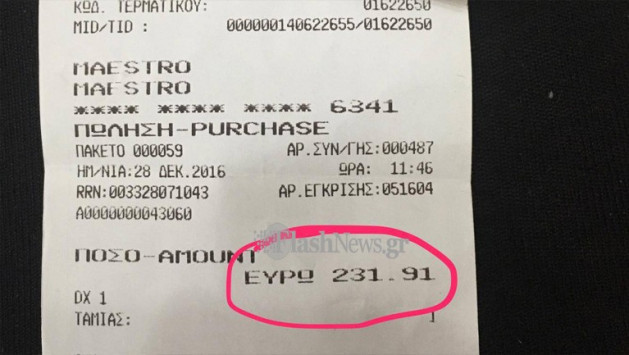 ΚΩΔ. ΤΕΡΜΑΤΙΚΟΥ: 01622650
MID/TID : 000000140622655/01622650
MAESTRO
MAESTRO
**** **** **** 6341
ΠΩΛΗΣΗ-PURCHASE
ΠΑΚΕΤΟ 000059 ΑΡ.ΣΥΝ/ΓΗΣ:000487
ΗΜ/ΝΙΑ:28 ΔΕΚ.2016 ΩΡΑ: 11:46
RRN:003328071043 ΑΡ.ΕΓΚΡΙΣΗΣ:051604
A0000000043060
flashNews.gr
ΠΟΣΟ-AMOUNT
ΕΥΡΩ 231.91
DX 1
ΤΑΜΙΑΣ: 1